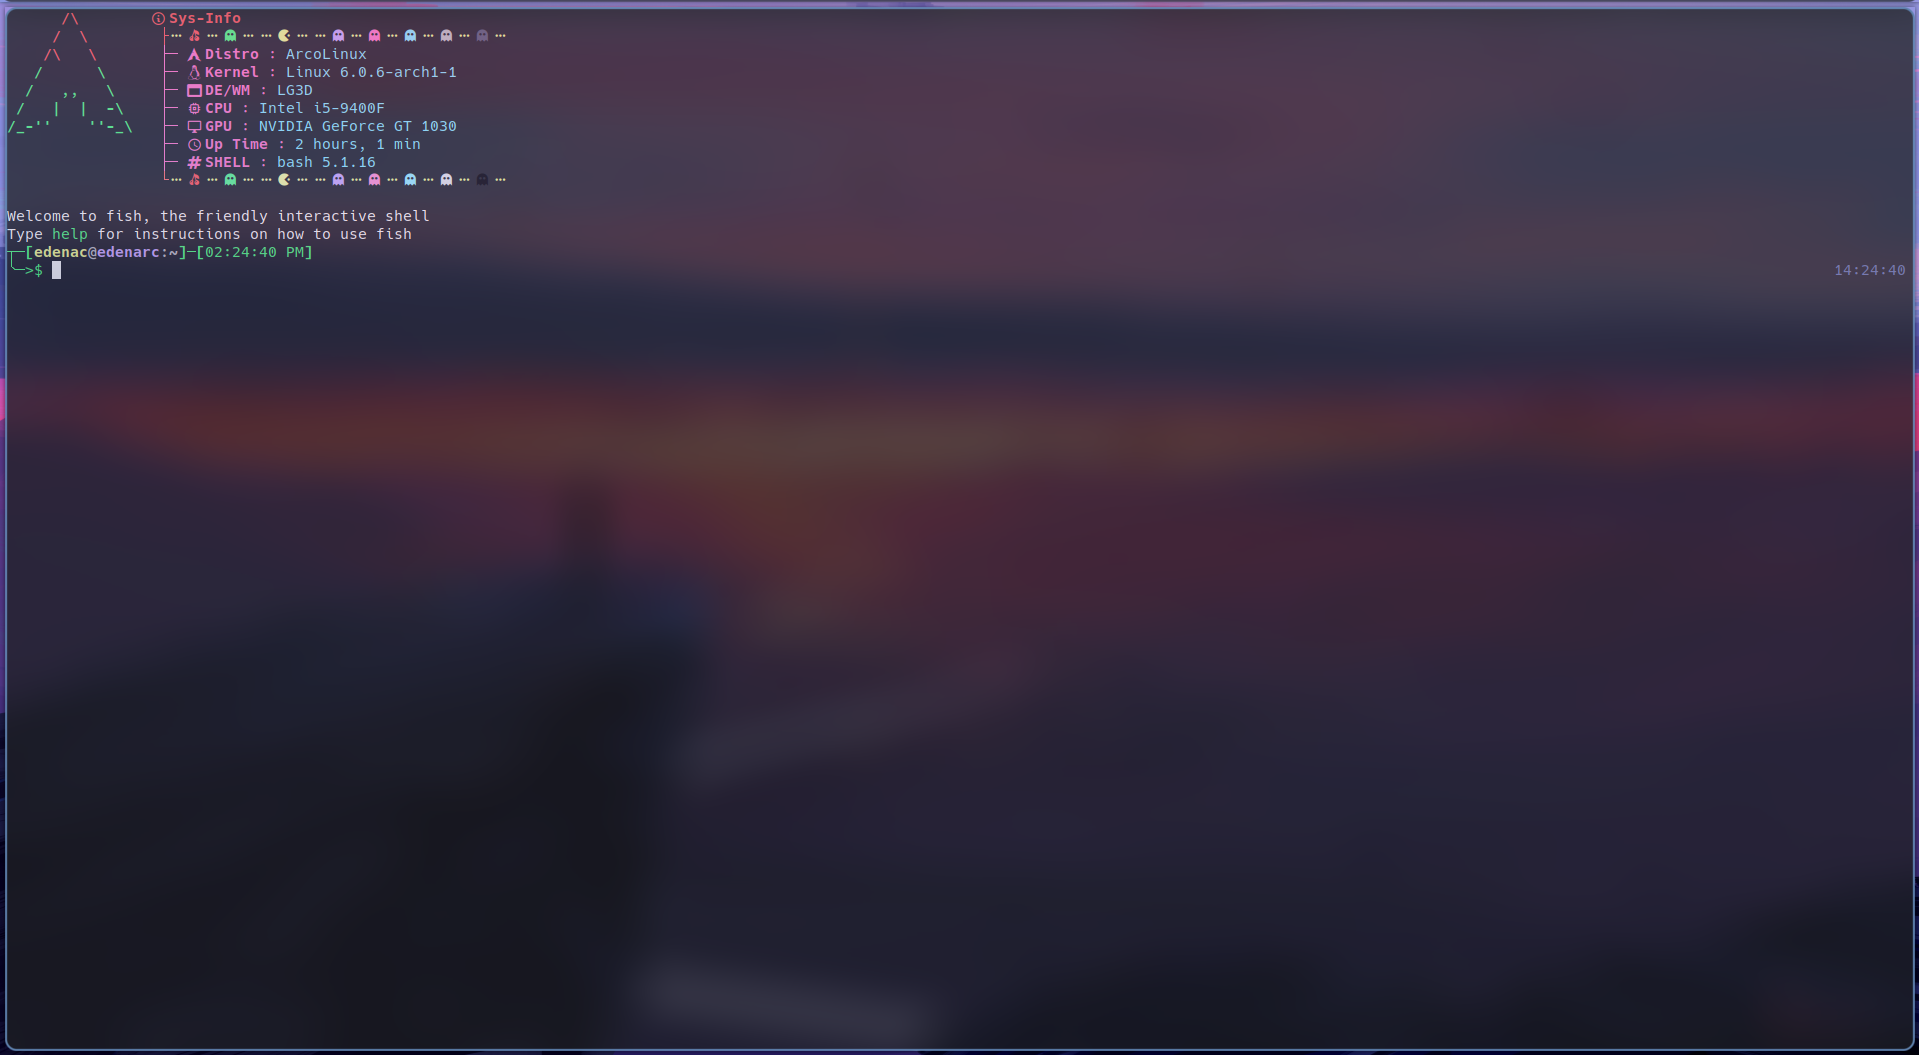 Sys-Info
Distro : ArcoLinux
Kernel : Linux 6.0.6-arch1-1
DE/WM : LG3D
CPU : Intel i5-9400F
GPU : NVIDIA GeForce GT 1030
Up Time : 2 hours, 1 min
SHELL : bash 5.1.16
Welcome to fish, the friendly interactive shell
Type help for instructions on how to use fish
[edenac@edenarc:~]-[02:24:40 PM]
>$ 14:24:40